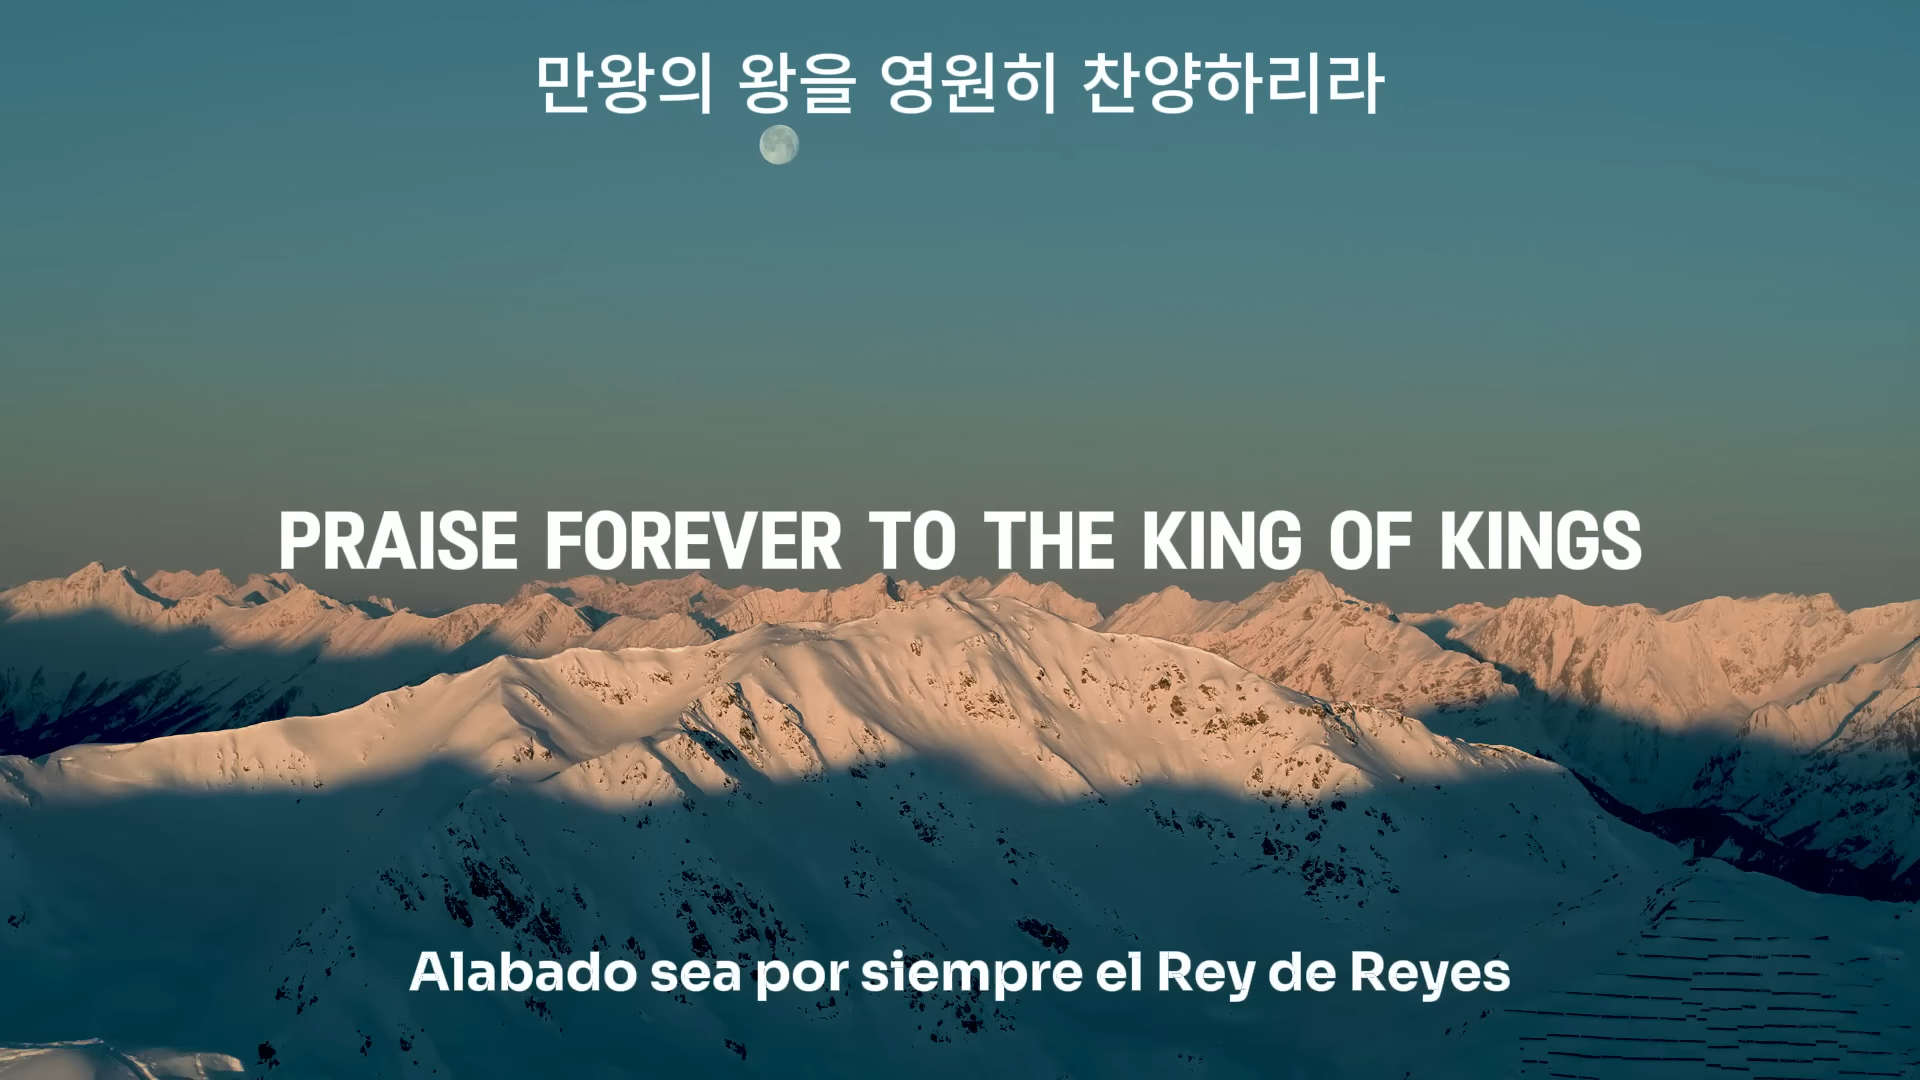 만왕의 왕을 영원히 찬양하리라
PRAISE FOREVER TO THE KING OF KINGS
Alabado sea por siempre el Rey de Reyes